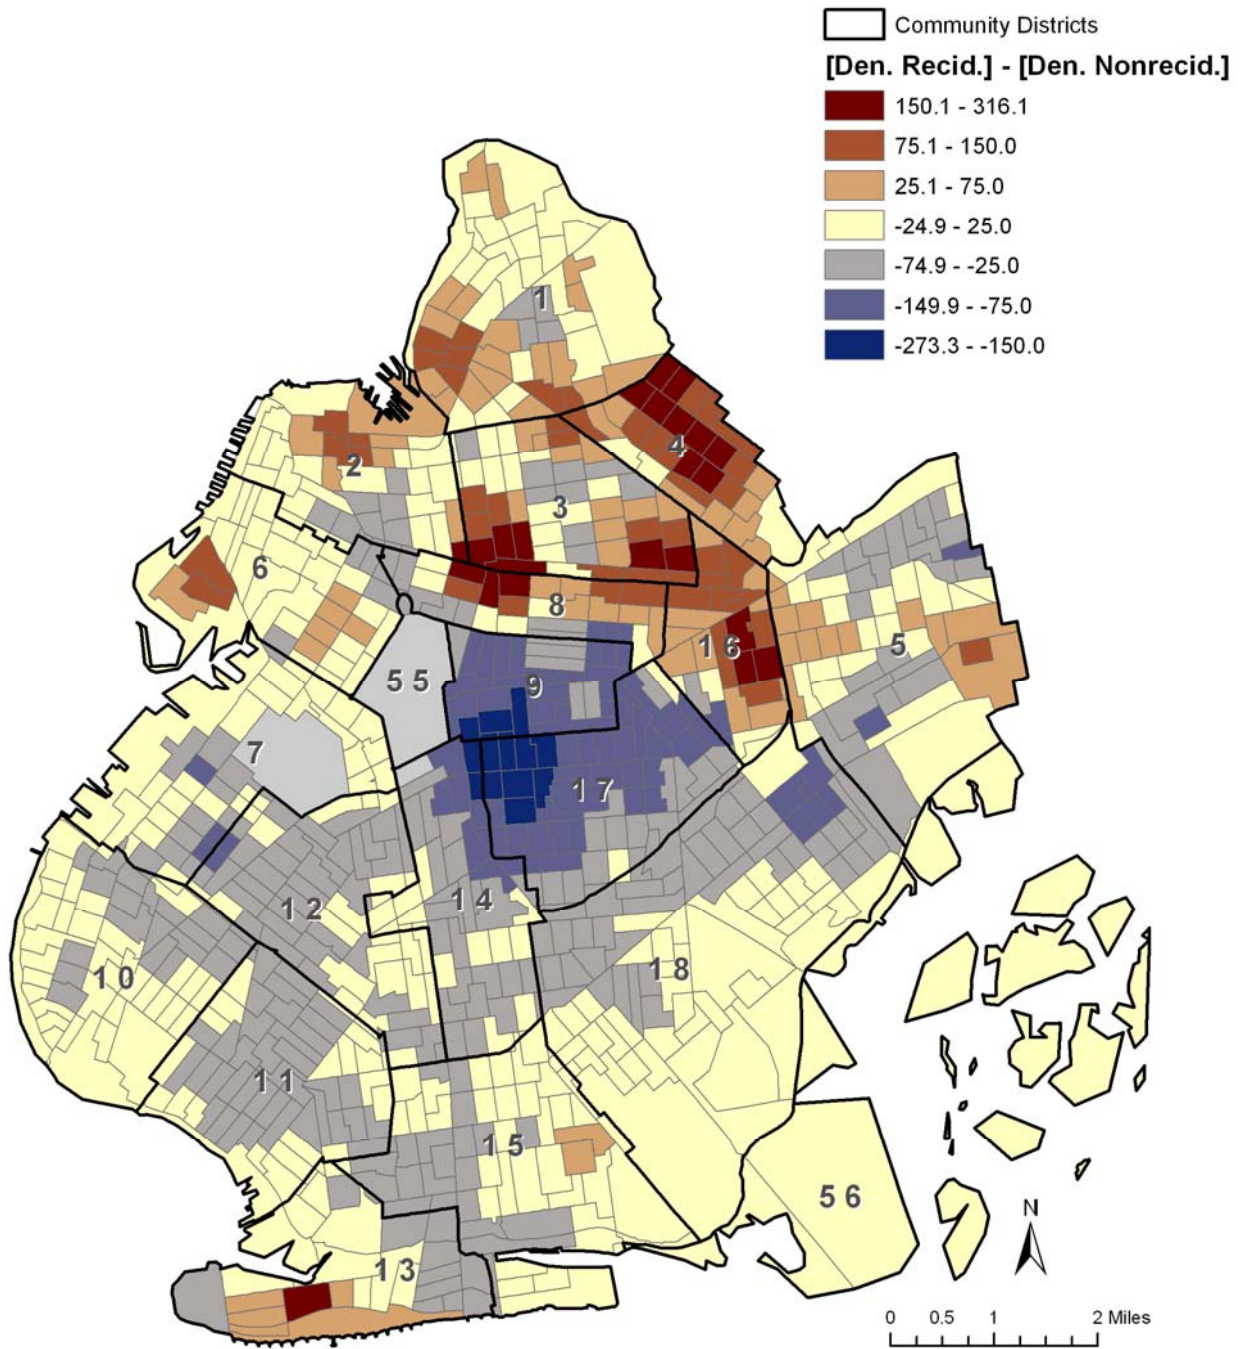 Community Districts
[Den. Recid.] - [Den. Nonrecid.]
150.1 - 316.1
75.1 - 150.0
25.1 - 75.0
-24.9 - 25.0
-74.9 - -25.0
-149.9 - -75.0
-273.3 - -150.0
1
4
2
3
6
8
16
5
55
9
7
17
14
12
18
10
11
15
56
13
N
0 0.5 1 2 Miles